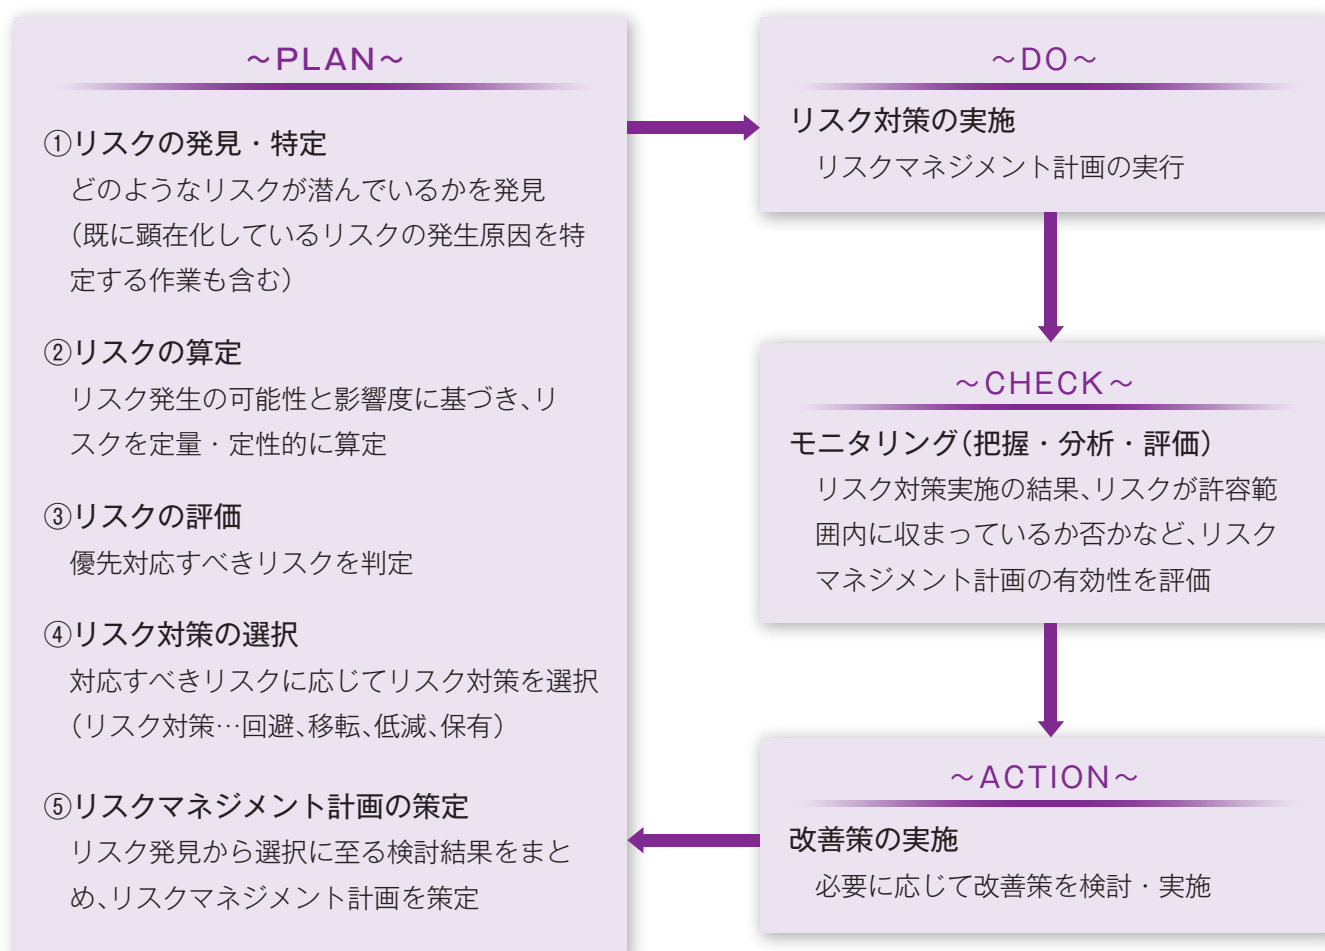 ～PLAN～
①リスクの発見・特定
どのようなリスクが潜んでいるかを発見
（既に顕在化しているリスクの発生原因を特
定する作業も含む）
②リスクの算定
リスク発生の可能性と影響度に基づき、リ
スクを定量・定性的に算定
③リスクの評価
優先対応すべきリスクを判定
④リスク対策の選択
対応すべきリスクに応じてリスク対策を選択
（リスク対策…回避、移転、低減、保有）
⑤リスクマネジメント計画の策定
リスク発見から選択に至る検討結果をまと
め、リスクマネジメント計画を策定
～DO～
リスク対策の実施
リスクマネジメント計画の実行
～CHECK～
モニタリング（把握・分析・評価）
リスク対策実施の結果、リスクが許容範
囲内に収まっているか否かなど、リスク
マネジメント計画の有効性を評価
～ACTION～
改善策の実施
必要に応じて改善策を検討・実施